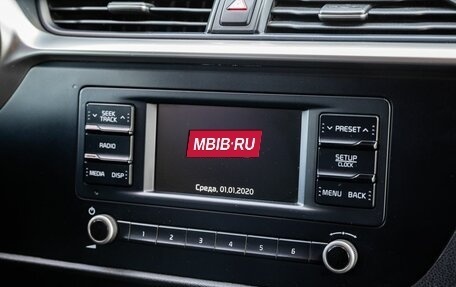 SEEK
TRACK
RADIO
MEDIA DISP
MBIB.RU
Среда, 01.01.2020
PRESET
SETUP
CLOCK
MENU BACK
1 2 3 4 5 6